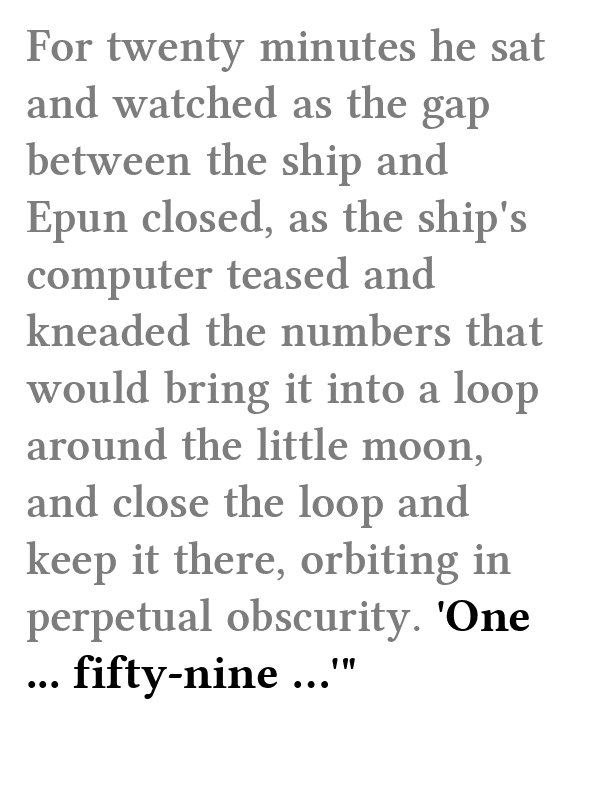 For twenty minutes he sat
and watched as the gap
between the ship and
Epun closed, as the ship's
computer teased and
kneaded the numbers that
would bring it into a loop
around the little moon,
and close the loop and
keep it there, orbiting in
perpetual obscurity. 'One
... fifty-nine …'"